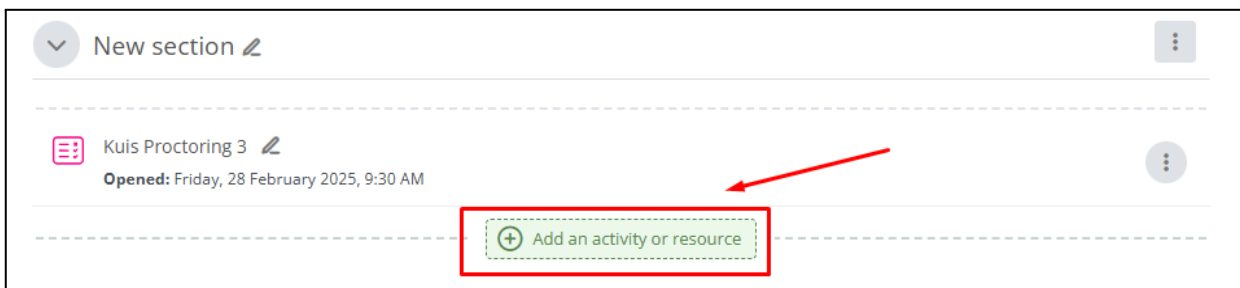 New section
Kuis Proctoring 3
Opened: Friday, 28 February 2025, 9:30 AM
Add an activity or resource